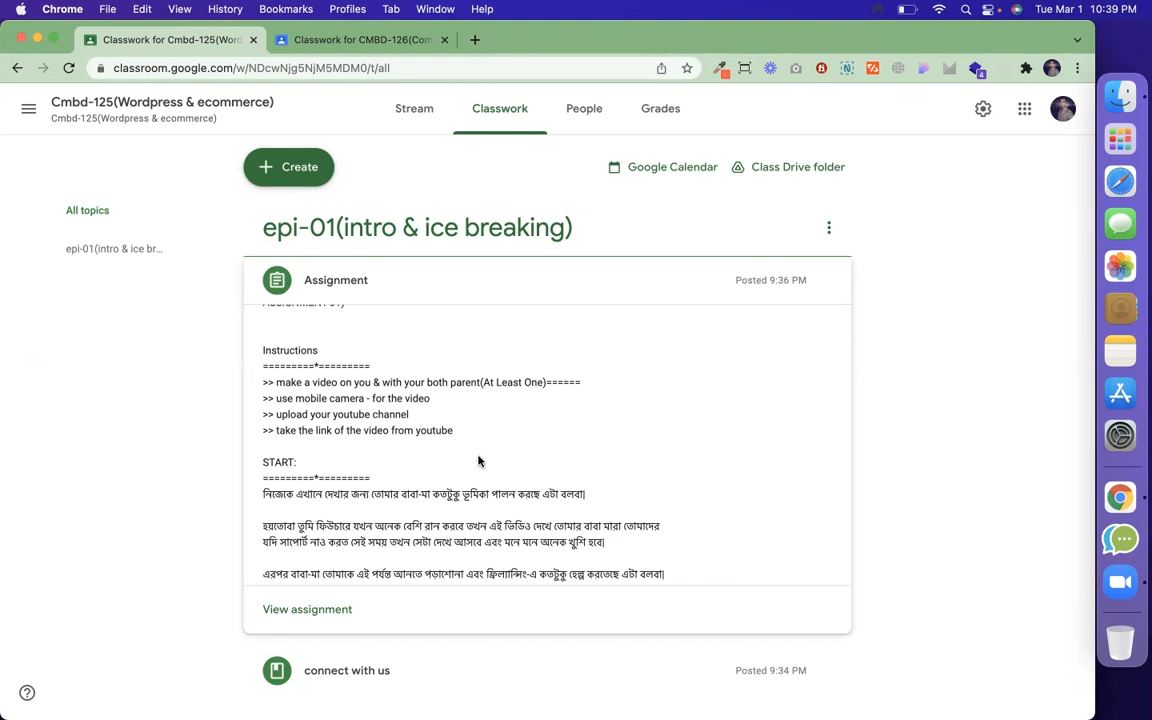 Chrome File Edit View History Bookmarks Profiles Tab Window Help Tue Mar 1 10:39 PM
Classwork for Cmbd-125(Word Classwork for CMBD-126(Com
classroom.google.com/w/NDcwNjg5NjM5MDM0/t/all
4
Cmbd-125(Wordpress & ecommerce)
Cmbd-125(Wordpress & ecommerce)
Stream Classwork People Grades
Create
Google Calendar Class Drive folder
All topics
epi-01(intro & ice br...
epi-01(intro & ice breaking)
Assignment Posted 9:36 PM
Instructions
=========*=========
>> make a video on you & with your both parent(At Least One)======
>> use mobile camera - for the video
>> upload your youtube channel
>> take the link of the video from youtube
START:
=========*=========
নিজেকে এখানে দেখার জন্য তোমার বাবা-মা কতটুকু ভূমিকা পালন করছে এটা বলবা|
হয়তোবা তুমি ফিউচারে যখন অনেক বেশি রান করবে তখন এই ভিডিও দেখে তোমার বাবা মারা তোমাদের
যদি সাপোর্ট নাও করত সেই সময় তখন সেটা দেখে আসবে এবং মনে মনে অনেক খুশি হবে|
এরপর বাবা-মা তোমাকে এই পর্যন্ত আনতে পড়াশোনা এবং ফ্রিল্যান্সিং-এ কতটুকু হেল্প করতেছে এটা বলবা|
View assignment
connect with us Posted 9:34 PM